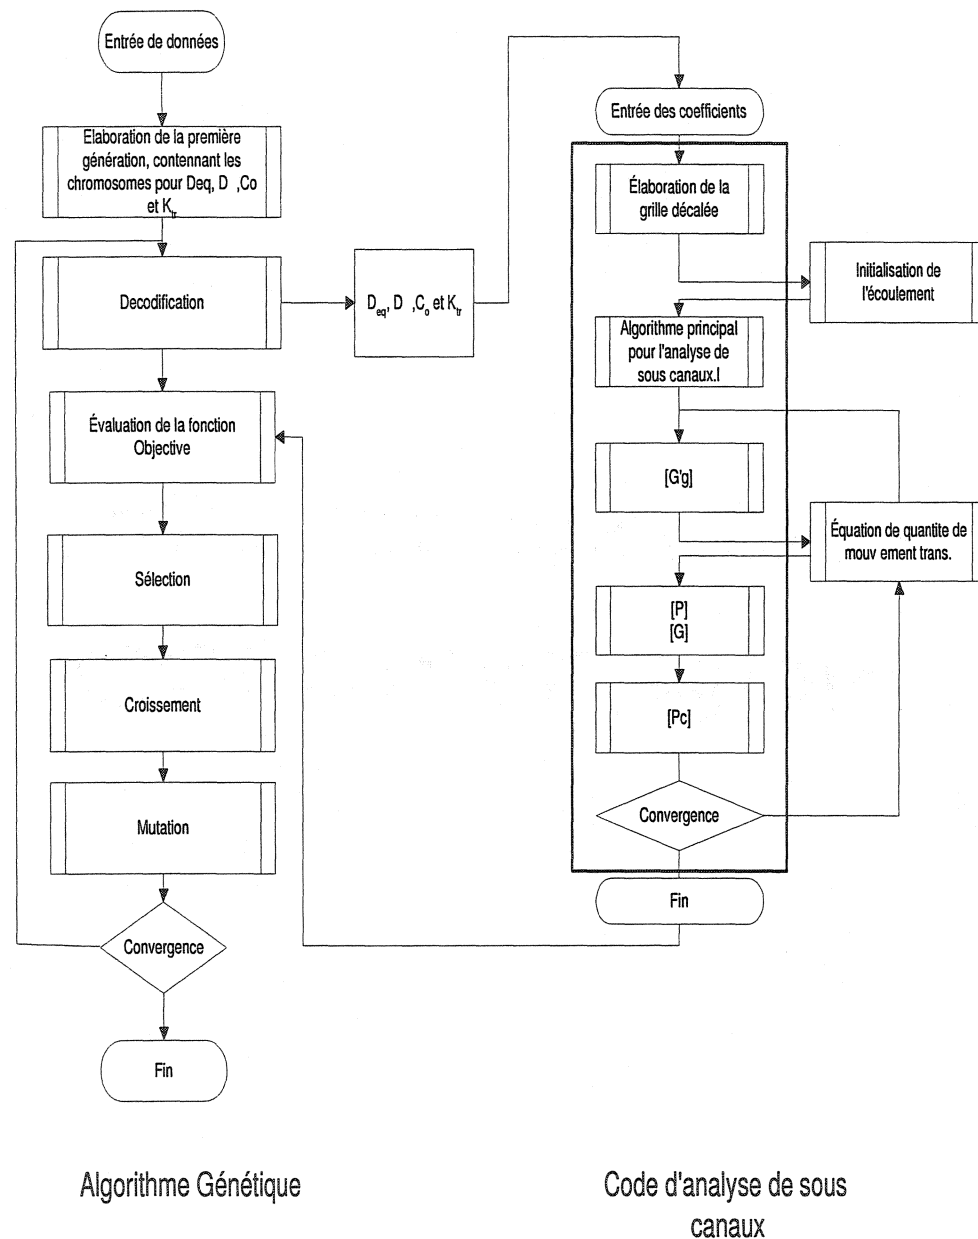 Entrée de données
Elaboration de la première
génération, contennant les
chromosomes pour Deq, D ,Co
et Ktr
Decodification
Deq, D ,Co et Ktr
Évaluation de la fonction
Objective
Sélection
Croissement
Mutation
Convergence
Fin
Algorithme Génétique
Entrée des coefficients
Élaboration de la
grille décalée
Initialisation de
l'écoulement
Algorithme principal
pour l'analyse de
sous canaux.I
[G'g]
Équation de quantite de
mouv ement trans.
[P]
[G]
[Pc]
Convergence
Fin
Code d'analyse de sous
canaux